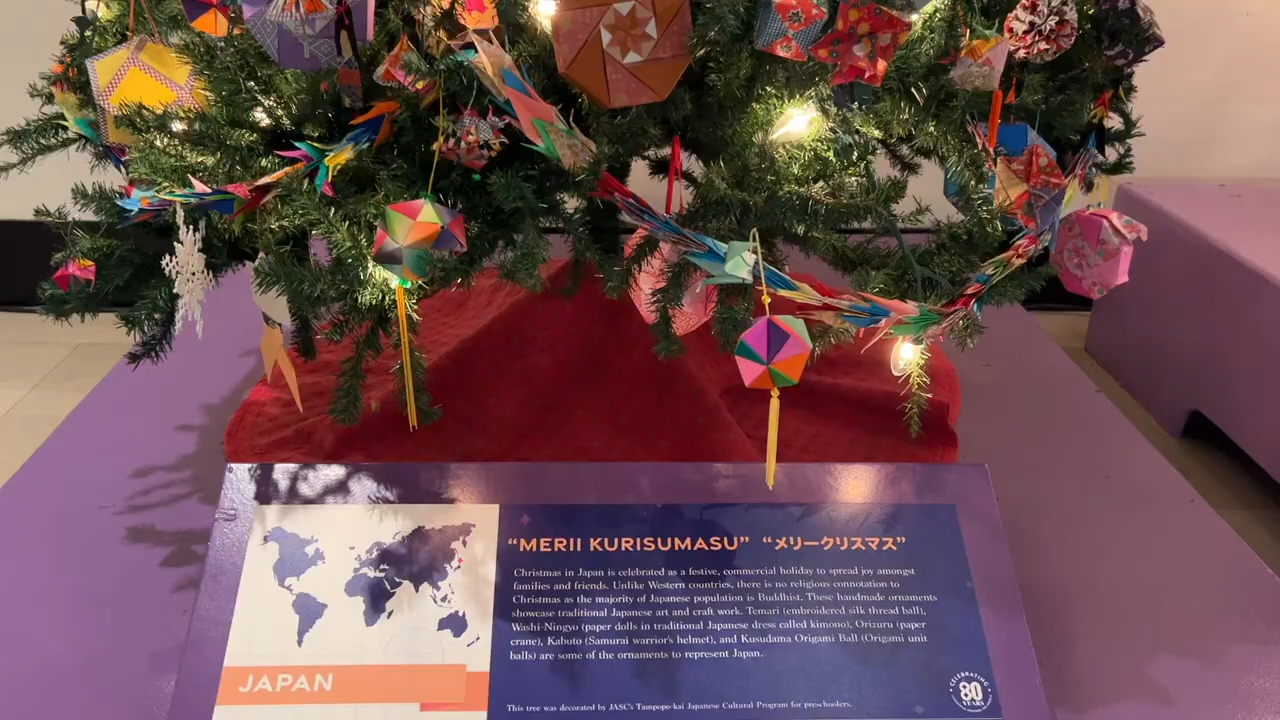 “MERII KURISUMASU” “メリークリスマス”
Christmas in Japan is celebrated as a festive, commercial holiday to spread joy amongst
families and friends. Unlike Western countries, there is no religious connotation to
Christmas as the majority of Japanese population is Buddhist. These handmade ornaments
showcase traditional Japanese art and craft work. Temari (embroidered silk thread ball),
Washi-Ningyo (paper dolls in traditional Japanese dress called kimono), Orizuru (paper
crane), Kabuto (Samurai warrior's helmet), and Kusudama Origami Ball (Origami unit
balls) are some of the ornaments to represent Japan.
JAPAN
This tree was decorated by JASC's Tampopo-kai Japanese Cultural Program for preschoolers.
CELEBRATING
80
YEARS